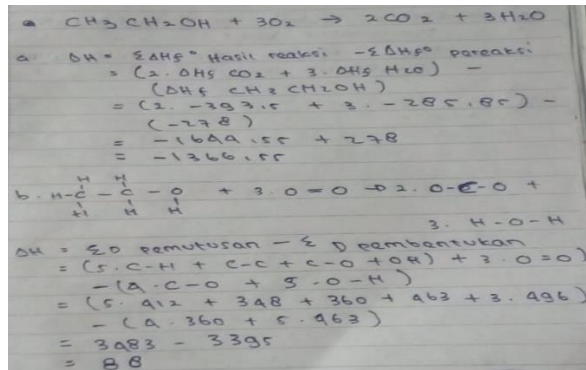 CH3 CH2OH + 3O2 → 2CO2 + 3H2O
a. ΔH = ΣΔHf° Hasil reaksi - ΣΔHf° pereaksi
= (2. ΔHf CO2 + 3. ΔHf H2O) -
(ΔHf CH3 CH2OH)
= (2. -393.5 + 3. -285.85) -
(-278)
= -1644.55 + 278
= -1366.55
H H
b. H-C - C - O + 3. O=O → 2. O-C-O +
H H H
3. H-O-H
ΔH = ΣD pemutusan - ΣD pembentukan
= (5. C-H + C-C + C-O + OH) + 3. O=O)
- (4. C-O + 5. O-H)
= (5. 412 + 348 + 360 + 463 + 3. 496)
- (4. 360 + 5. 463)
= 3483 - 3395
= 88